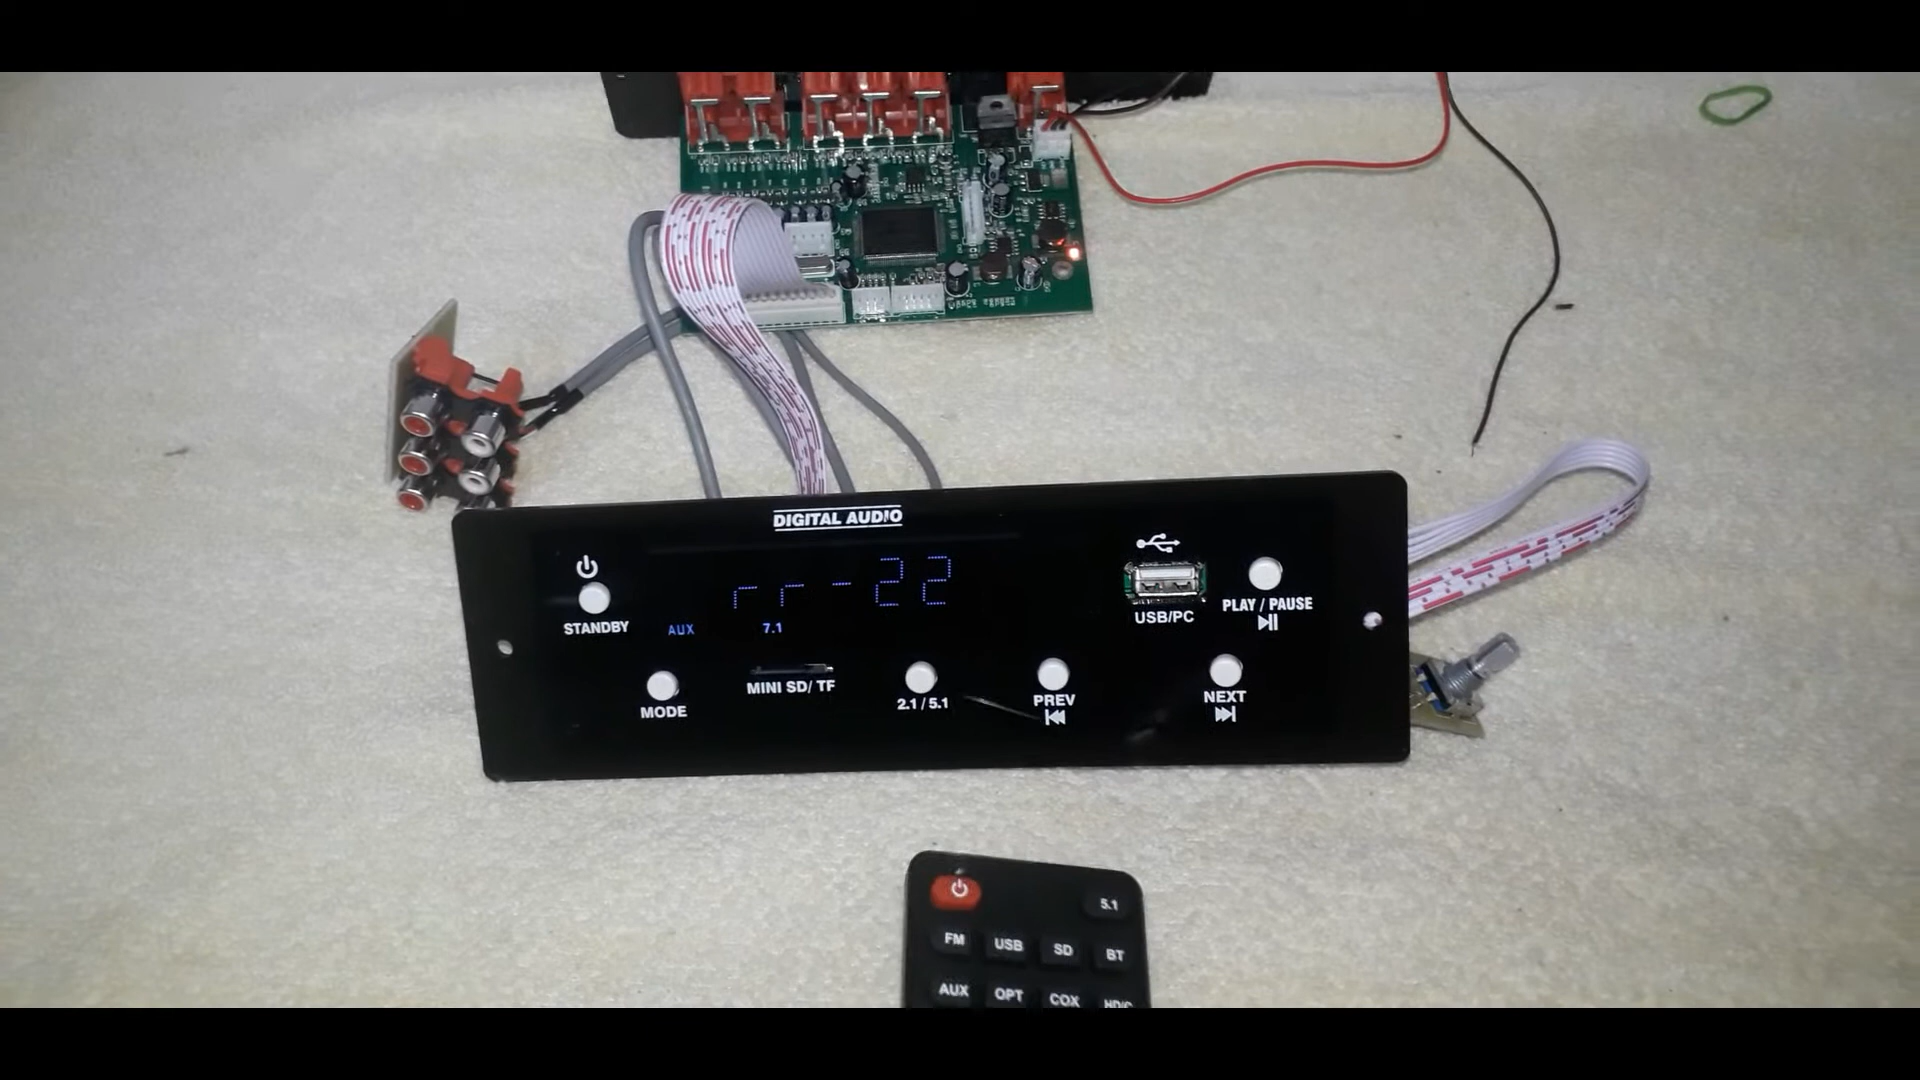 DIGITAL AUDIO
rr-22
AUX 7.1
STANDBY
USB/PC
PLAY / PAUSE
MODE
MINI SD/ TF
2.1 / 5.1
PREV
NEXT
5.1
FM USB SD BT
AUX OPT COX HD/C